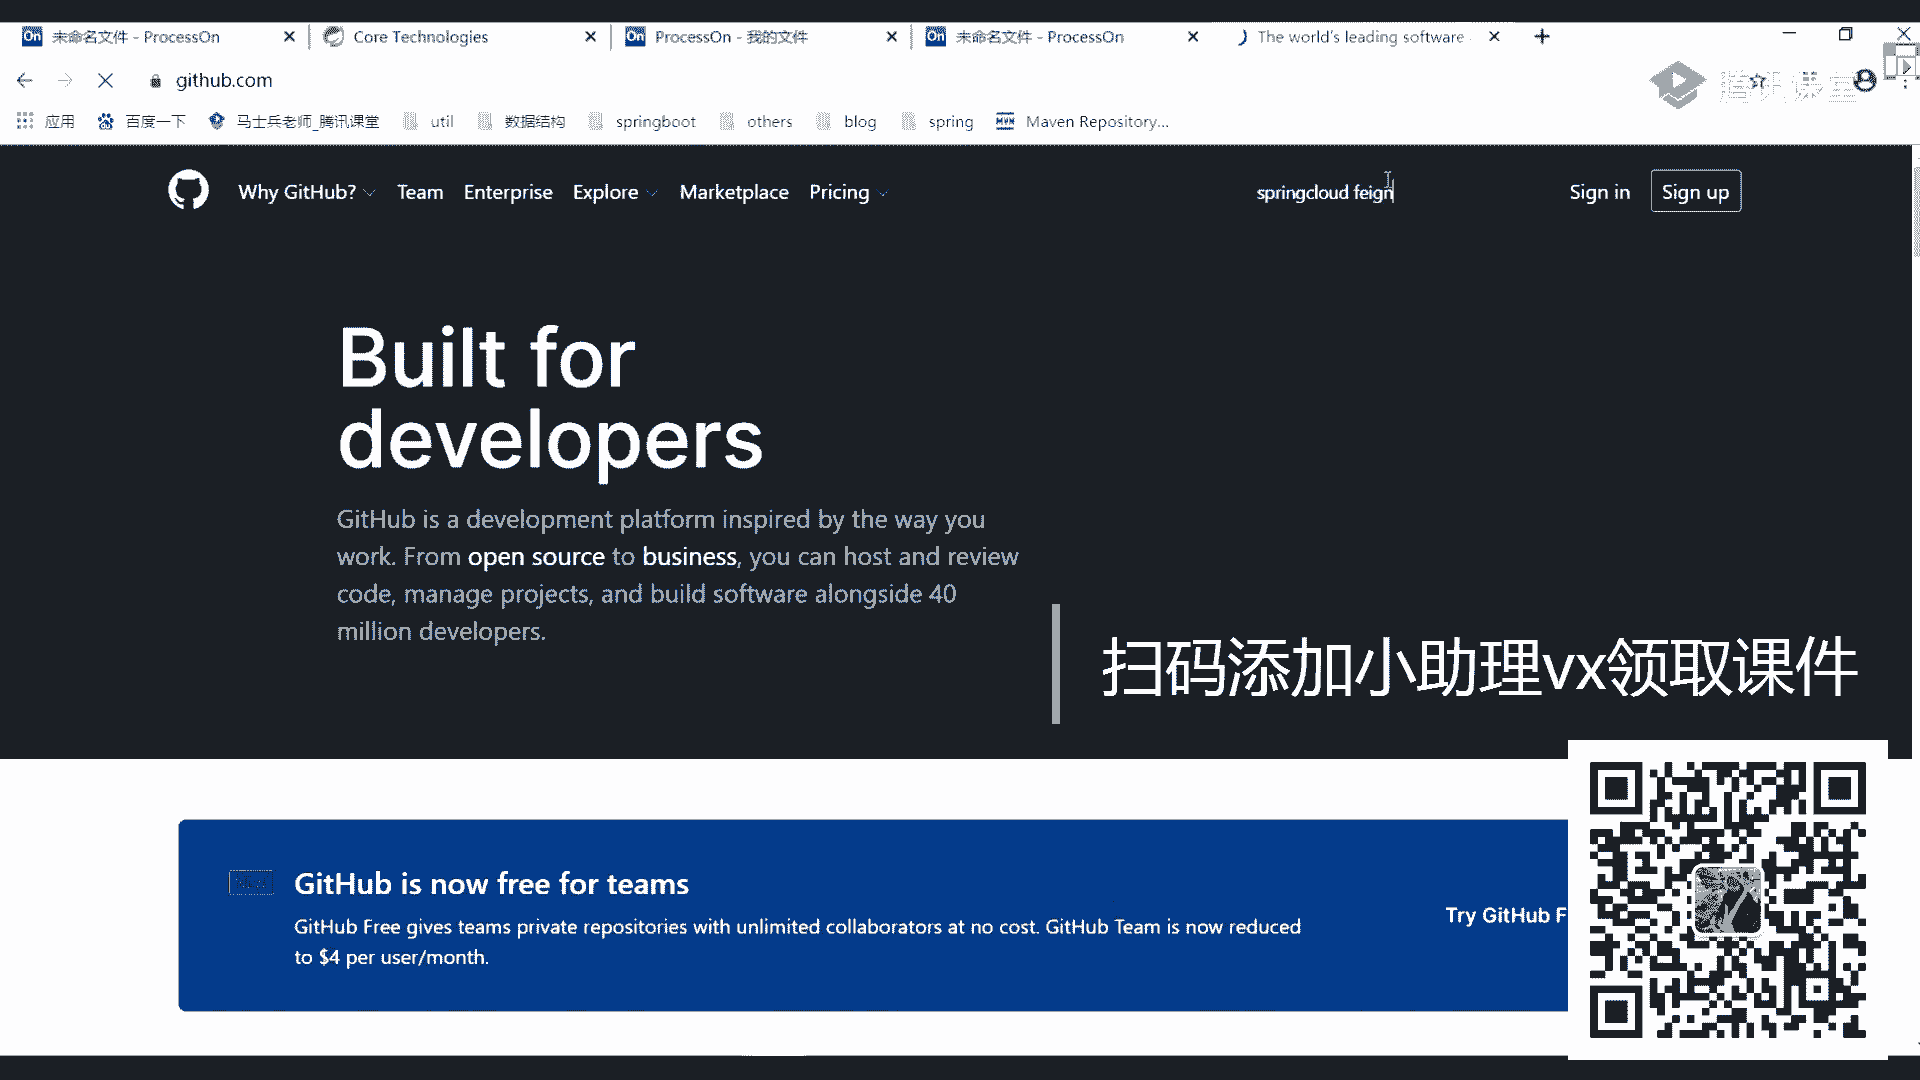 未命名文件 - ProcessOn
Core Technologies
ProcessOn - 我的文件
未命名文件 - ProcessOn
The world's leading software
github.com
腾讯课堂
应用
百度一下
马士兵老师_腾讯课堂
util
数据结构
springboot
others
blog
spring
Maven Repository...
Why GitHub?
Team
Enterprise
Explore
Marketplace
Pricing
springcloud feign
Sign in
Sign up
Built for
developers
GitHub is a development platform inspired by the way you
work. From open source to business, you can host and review
code, manage projects, and build software alongside 40
million developers.
扫码添加小助理vx领取课件
GitHub is now free for teams
GitHub Free gives teams private repositories with unlimited collaborators at no cost. GitHub Team is now reduced
to $4 per user/month.
Try GitHub F